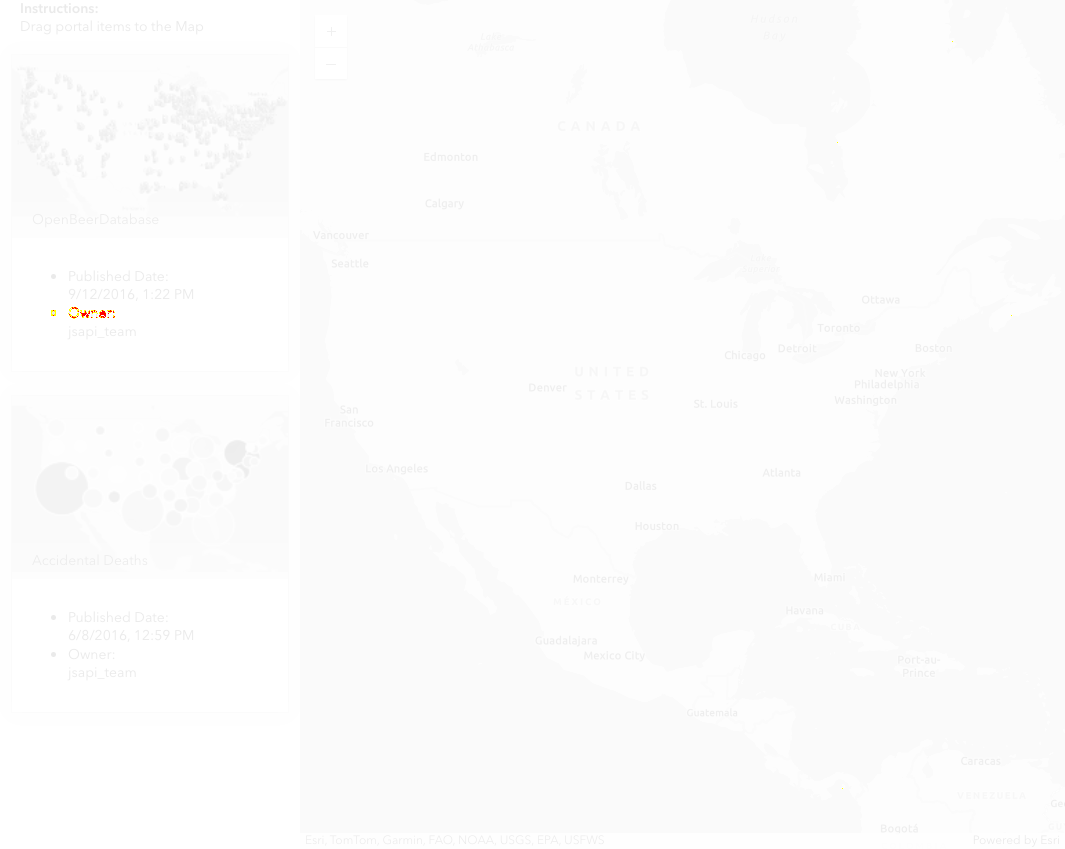 Instructions:
Drag portal items to the Map
OpenBeerDatabase
Published Date:
9/12/2016, 1:22 PM
Owner:
jsapi_team
Accidental Deaths
Published Date:
6/8/2016, 12:59 PM
Owner:
jsapi_team
+
−
CANADA
Edmonton
Calgary
Vancouver
Seattle
Ottawa
Toronto
Boston
Chicago
Detroit
New York
Philadelphia
UNITED
STATES
Denver
Washington
St. Louis
San
Francisco
Los Angeles
Atlanta
Dallas
Houston
Monterrey
Miami
MÉXICO
Havana
CUBA
Guadalajara
Mexico City
Port-au-
Prince
Guatemala
Caracas
VENEZUELA
Bogotá
Esri, TomTom, Garmin, FAO, NOAA, USGS, EPA, USFWS
Powered by Esri